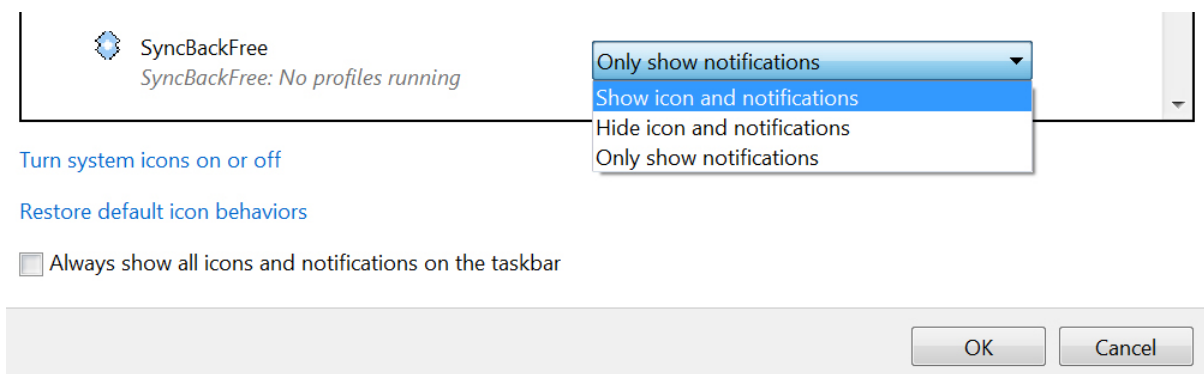 SyncBackFree
SyncBackFree: No profiles running
Only show notifications
Show icon and notifications
Hide icon and notifications
Only show notifications
Turn system icons on or off
Restore default icon behaviors
Always show all icons and notifications on the taskbar
OK
Cancel